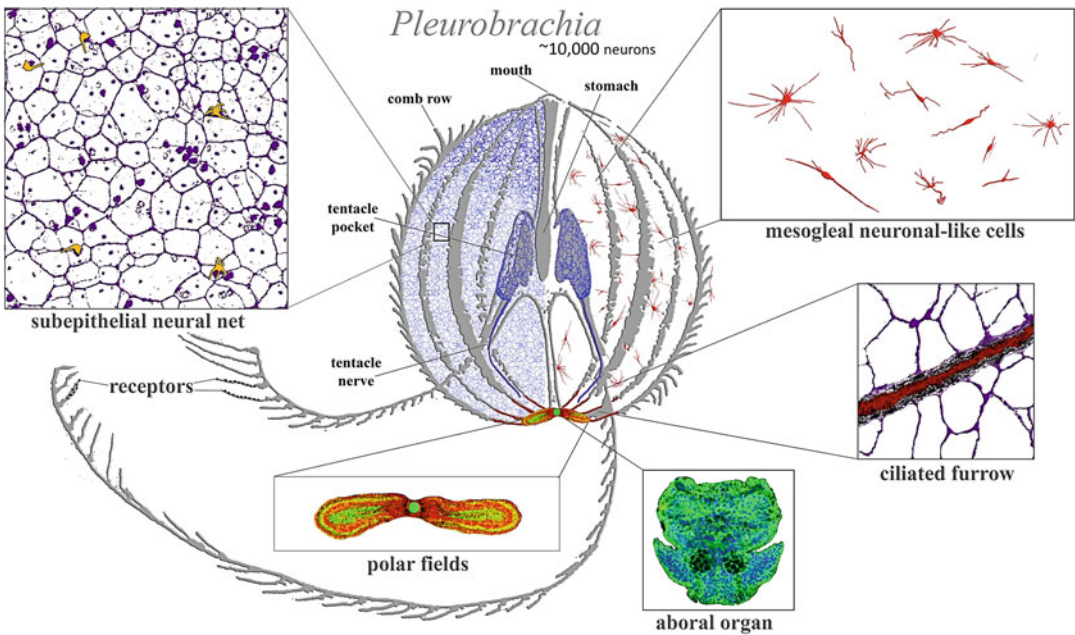 Pleurobrachia
~10,000 neurons
mouth
stomach
comb row
tentacle
pocket
mesogleal neuronal-like cells
subepithelial neural net
tentacle
nerve
receptors
ciliated furrow
polar fields
aboral organ